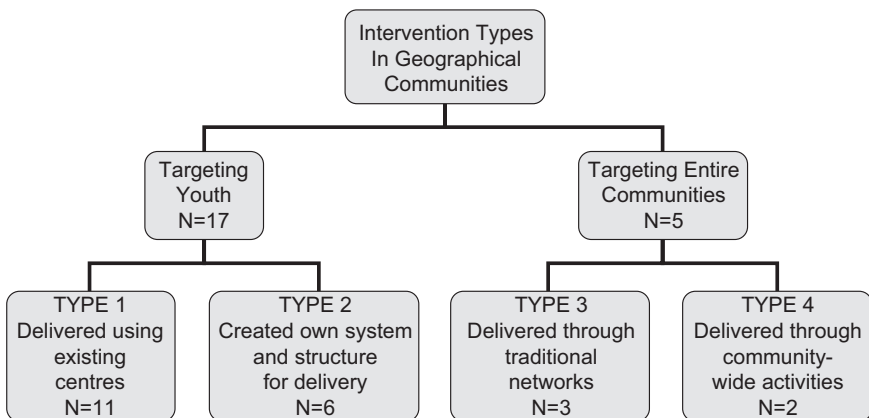 Intervention Types
In Geographical
Communities
Targeting
Youth
N=17
Targeting Entire
Communities
N=5
TYPE 1
Delivered using
existing
centres
N=11
TYPE 2
Created own system
and structure
for delivery
N=6
TYPE 3
Delivered through
traditional
networks
N=3
TYPE 4
Delivered through
community-
wide activities
N=2